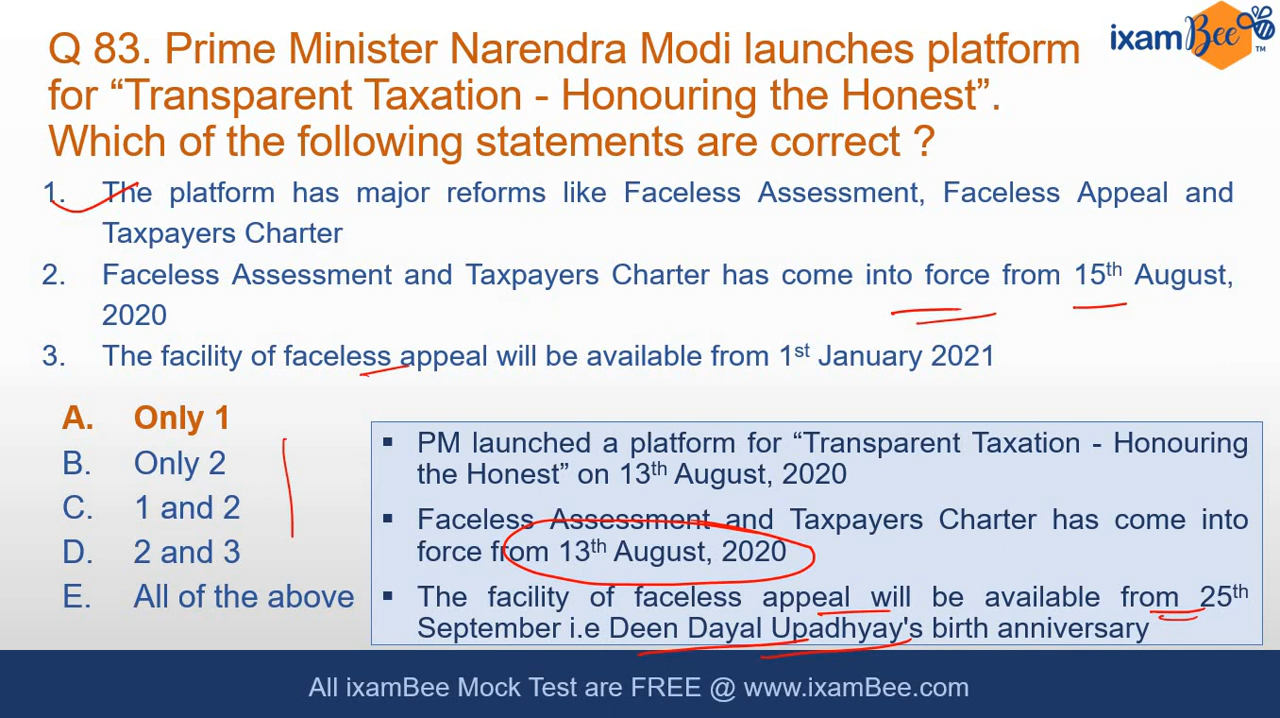 ixamBee TM
Q 83. Prime Minister Narendra Modi launches platform
for “Transparent Taxation - Honouring the Honest”.
Which of the following statements are correct ?
1. The platform has major reforms like Faceless Assessment, Faceless Appeal and
Taxpayers Charter
2. Faceless Assessment and Taxpayers Charter has come into force from 15th August,
2020
3. The facility of faceless appeal will be available from 1st January 2021
A. Only 1
B. Only 2
C. 1 and 2
D. 2 and 3
E. All of the above
▪ PM launched a platform for “Transparent Taxation - Honouring
the Honest” on 13th August, 2020
▪ Faceless Assessment and Taxpayers Charter has come into
force from 13th August, 2020
▪ The facility of faceless appeal will be available from 25th
September i.e Deen Dayal Upadhyay's birth anniversary
All ixamBee Mock Test are FREE @ www.ixamBee.com